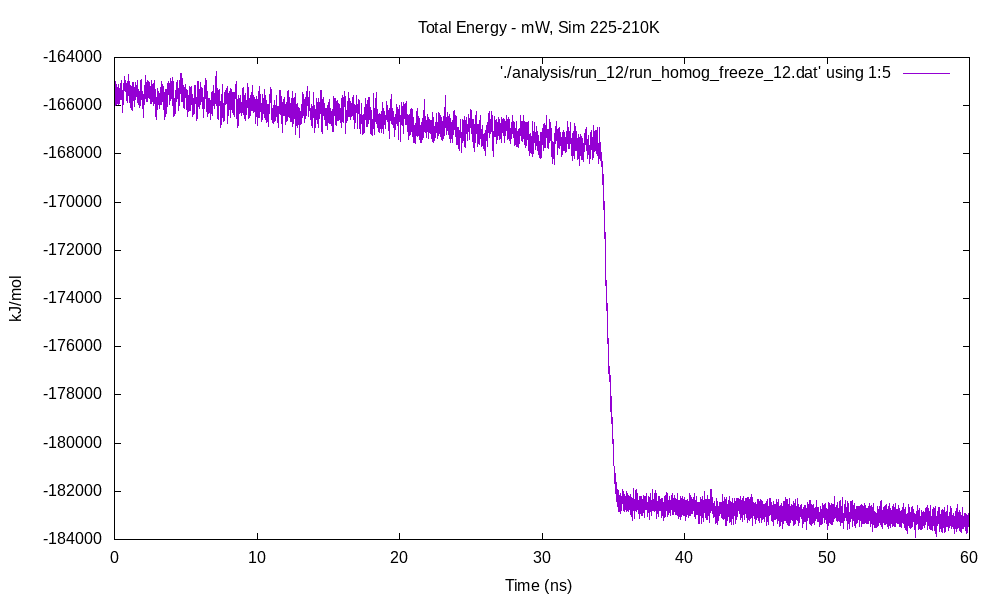 Total Energy - mW, Sim 225-210K
'./analysis/run_12/run_homog_freeze_12.dat' using 1:5
-164000
-166000
-168000
-170000
-172000
-174000
-176000
-178000
-180000
-182000
-184000
kJ/mol
0 10 20 30 40 50 60
Time (ns)